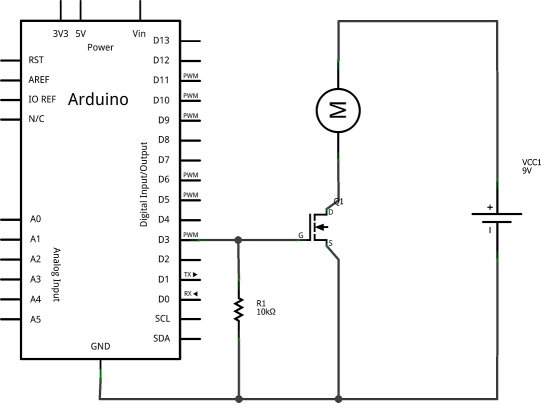 3V3 5V Vin
Power
D13
RST D12
AREF D11 PWM
IO REF Arduino D10 PWM
N/C D9 PWM
D8
D7
D6 PWM
D5 PWM
A0 D4
A1 D3 PWM
A2 D2
A3 D1 TX
A4 D0 RX
A5 SCL
SDA
GND
Digital Input/Output
Analog Input
R1
10kΩ
M
Q1
D
G
S
VCC1
9V
+